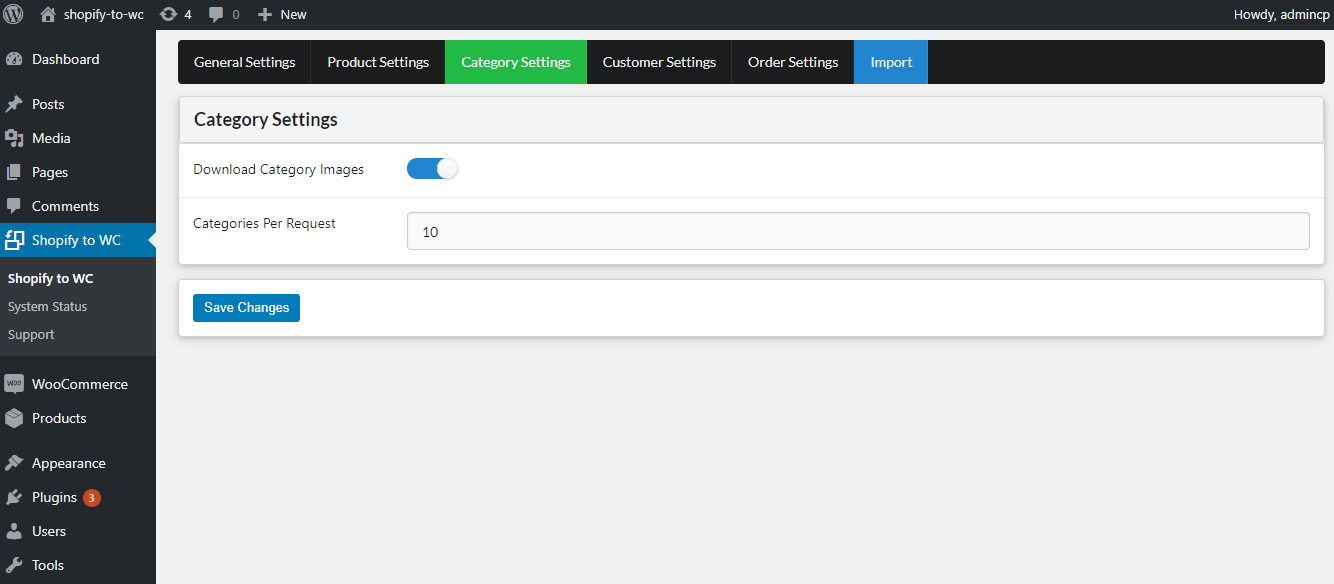 shopify-to-wc 4 0 New Howdy, admincp
Dashboard
Posts
Media
Pages
Comments
Shopify to WC
Shopify to WC
System Status
Support
WOO WooCommerce
Products
Appearance
Plugins 3
Users
Tools
General Settings Product Settings Category Settings Customer Settings Order Settings Import
Category Settings
Download Category Images
Categories Per Request 10
Save Changes